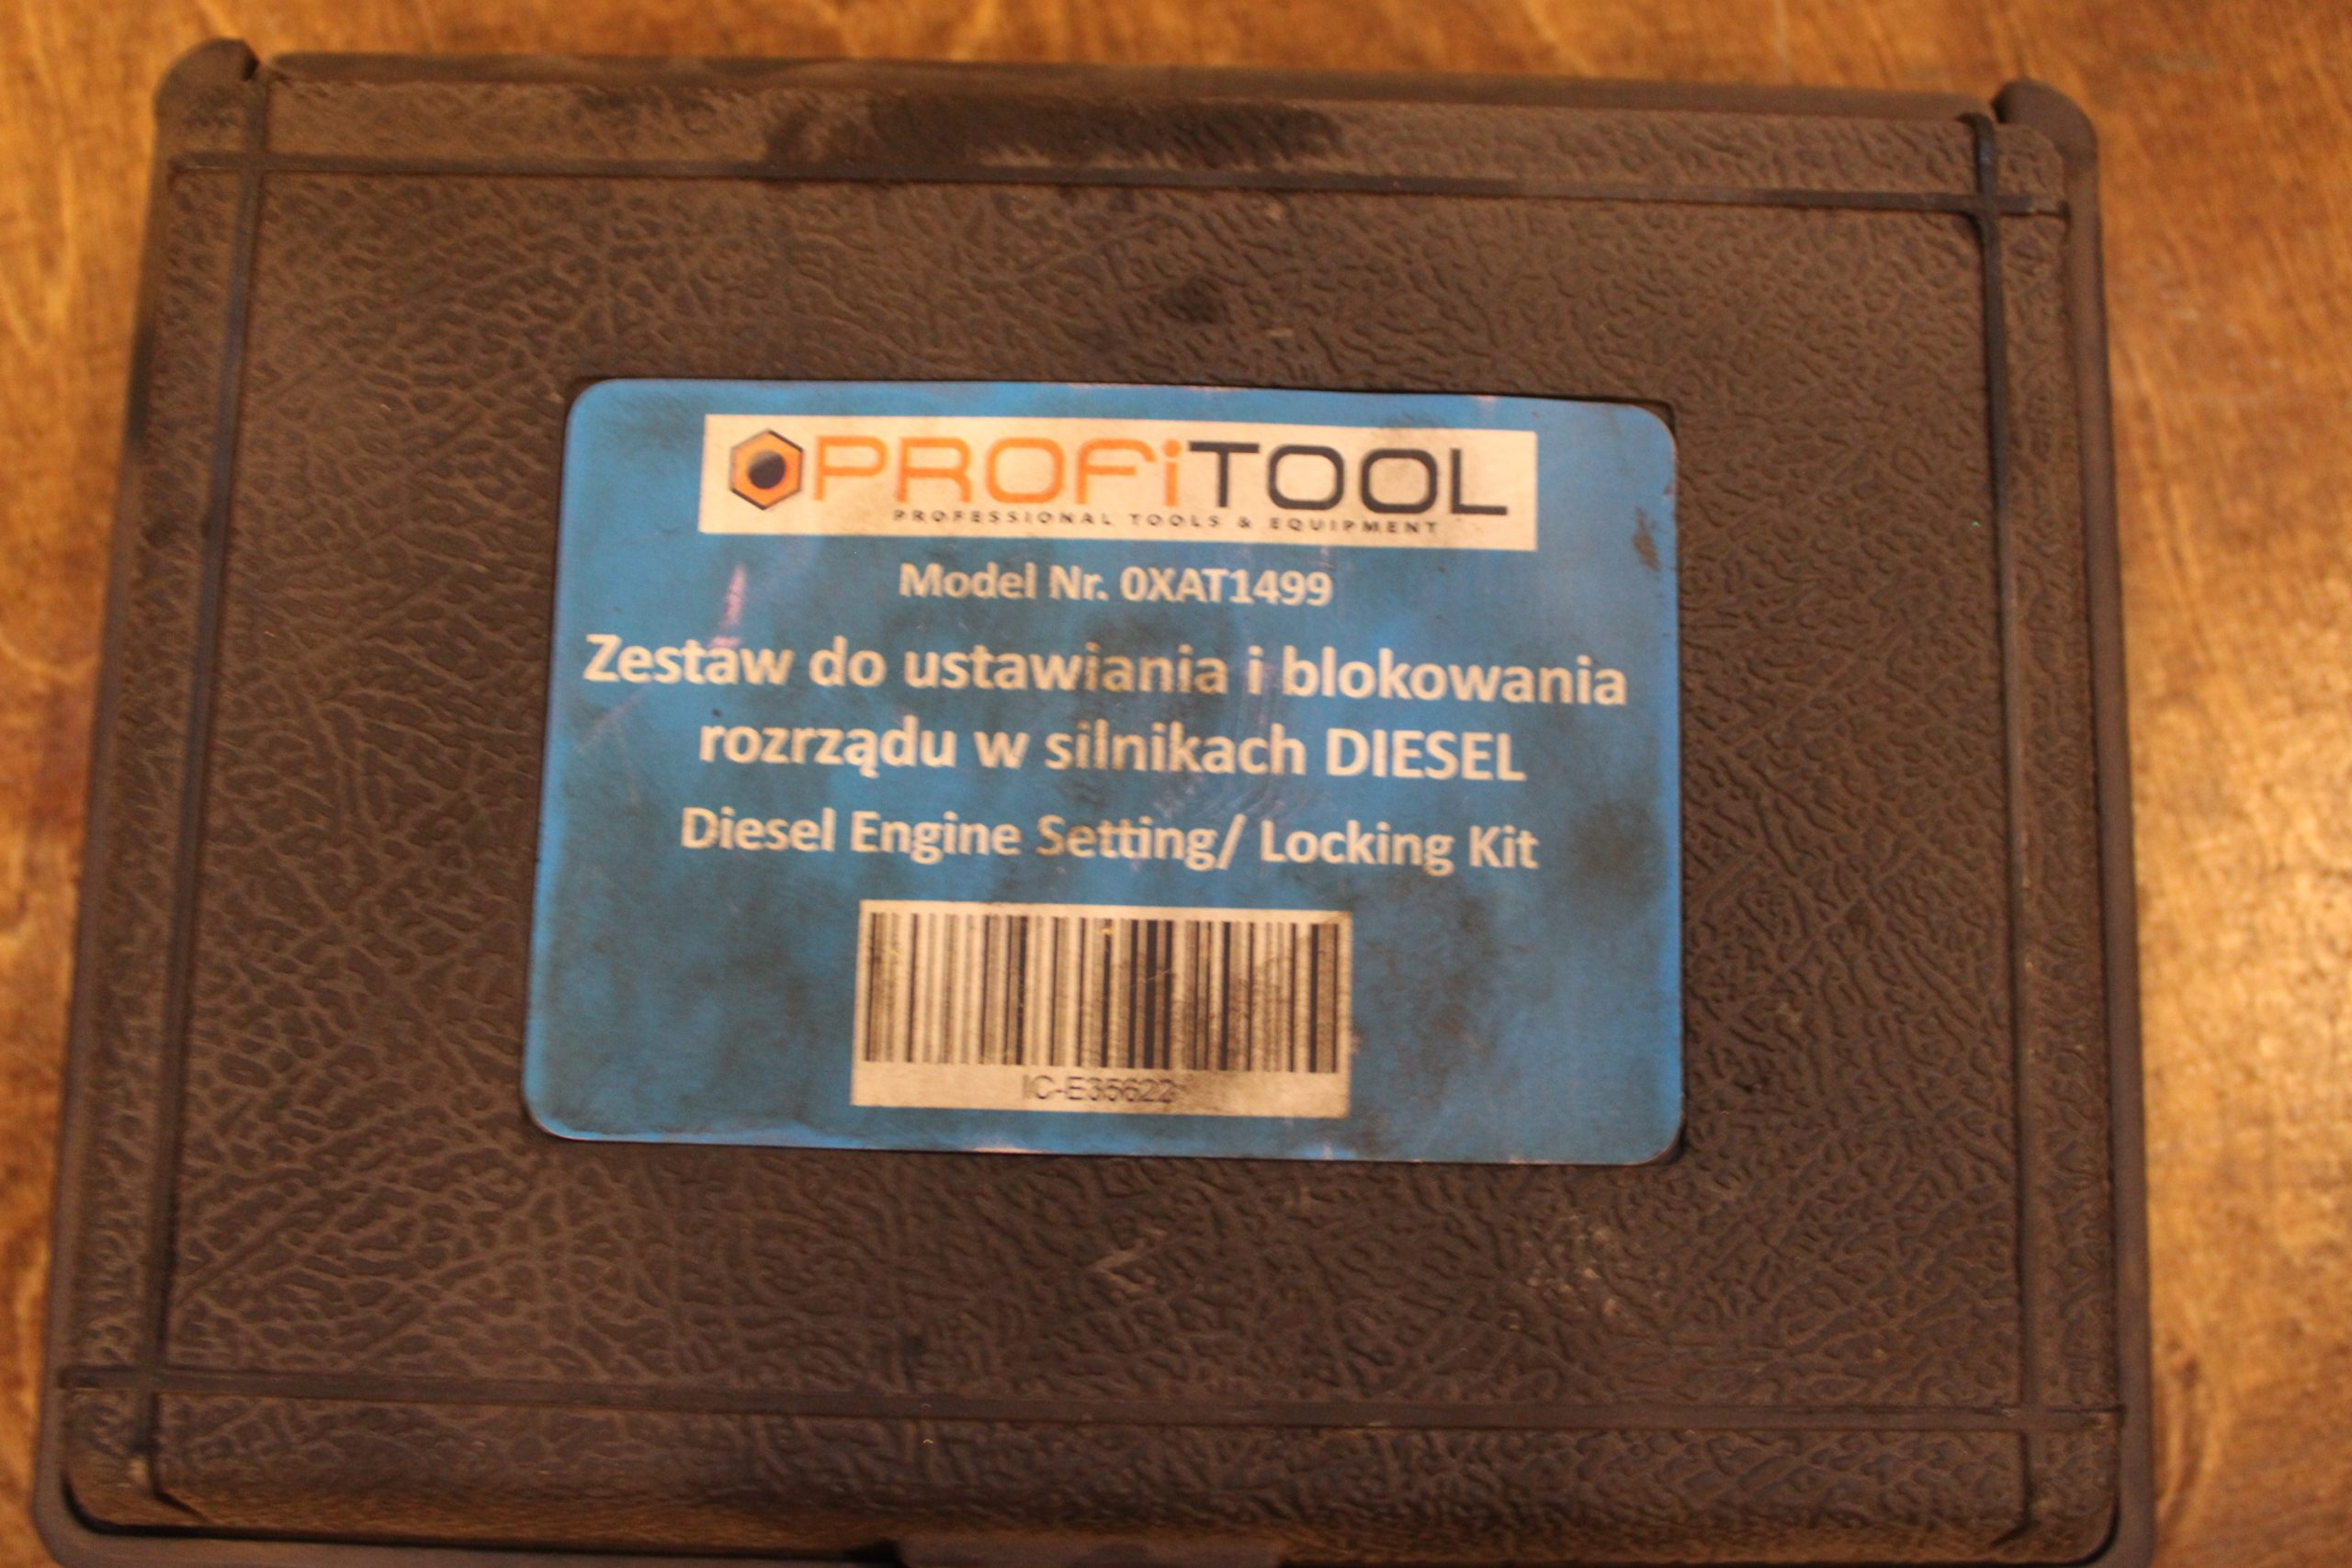 PROFiTOOL
PROFESSIONAL TOOLS & EQUIPMENT
Model Nr. 0XAT1499
Zestaw do ustawiania i blokowania
rozrządu w silnikach DIESEL
Diesel Engine Setting/ Locking Kit
IC-E35622